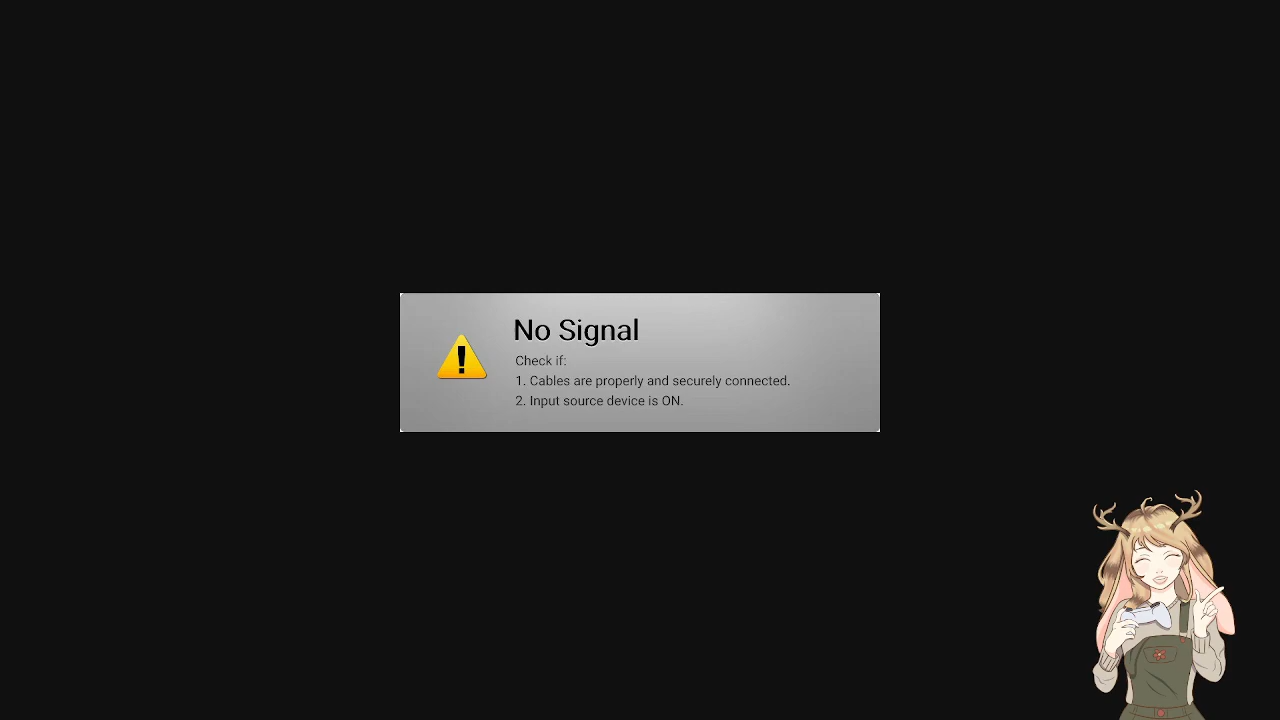 No Signal
Check if:
1. Cables are properly and securely connected.
2. Input source device is ON.